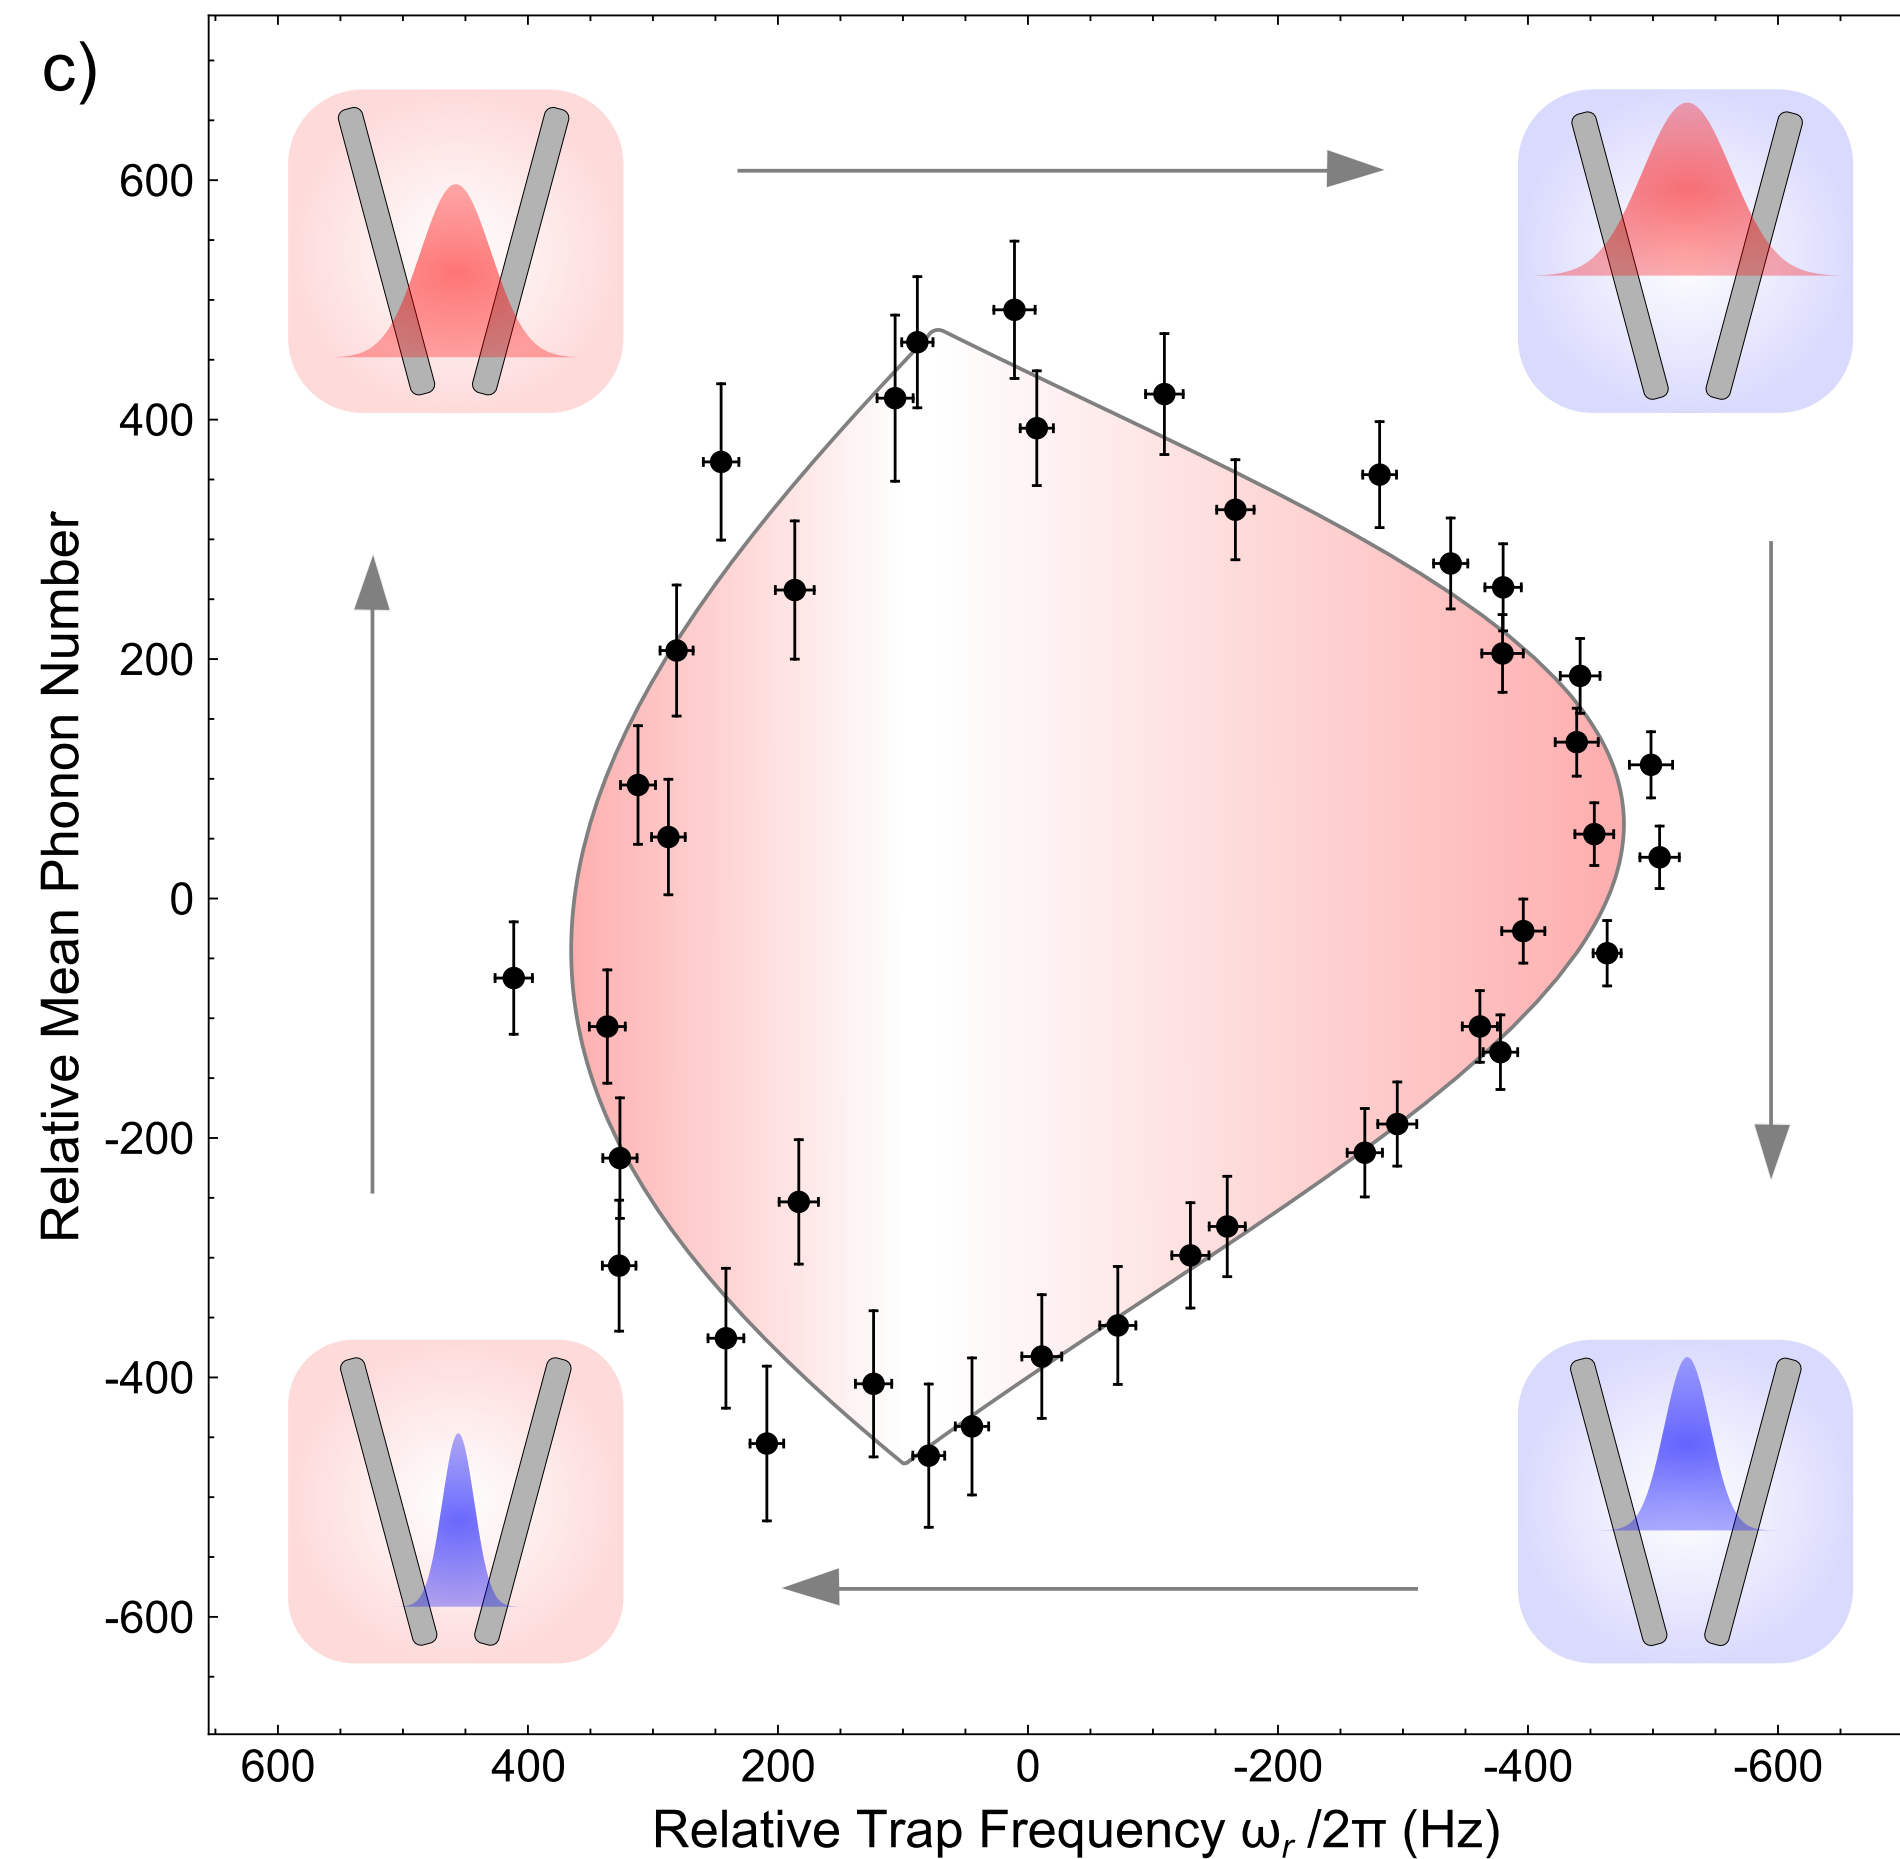 c)
600
400
200
0
-200
-400
-600
Relative Mean Phonon Number
600 400 200 0 -200 -400 -600
Relative Trap Frequency ωr /2π (Hz)